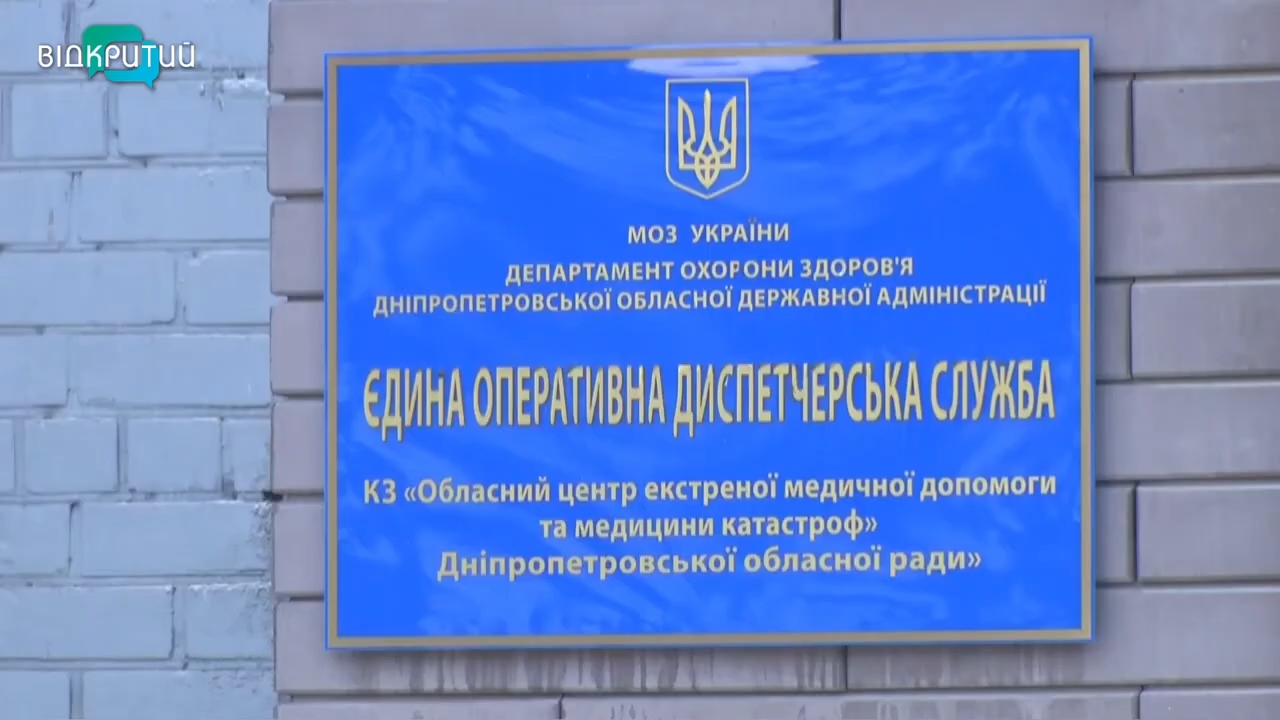 ВІДКРИТИЙ
МОЗ УКРАЇНИ
ДЕПАРТАМЕНТ ОХОРОНИ ЗДОРОВ'Я
ДНІПРОПЕТРОВСЬКОЇ ОБЛАСНОЇ ДЕРЖАВНОЇ АДМІНІСТРАЦІЇ
ЄДИНА ОПЕРАТИВНА ДИСПЕТЧЕРСЬКА СЛУЖБА
КЗ «Обласний центр екстреної медичної допомоги
та медицини катастроф»
Дніпропетровської обласної ради»